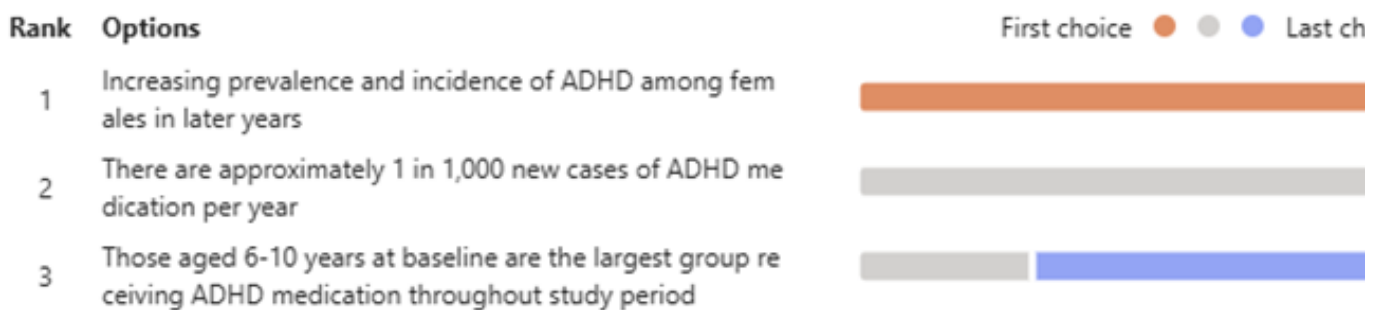 Rank Options First choice Last ch
1 Increasing prevalence and incidence of ADHD among fem
ales in later years
2 There are approximately 1 in 1,000 new cases of ADHD me
dication per year
3 Those aged 6-10 years at baseline are the largest group re
ceiving ADHD medication throughout study period